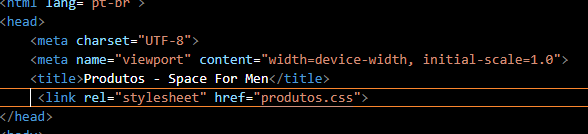 <html lang="pt-br">
<head>
<meta charset="UTF-8">
<meta name="viewport" content="width=device-width, initial-scale=1.0">
<title>Produtos - Space For Men</title>
<link rel="stylesheet" href="produtos.css">
</head>
<body>